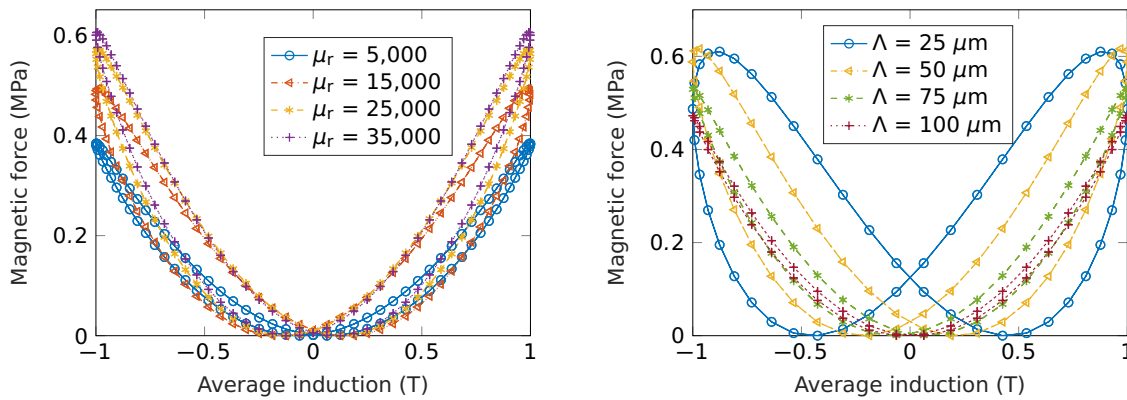 Magnetic force (MPa)
0.6
0.4
0.2
0
μr = 5,000
μr = 15,000
μr = 25,000
μr = 35,000
−1
−0.5
0
0.5
1
Average induction (T)
Magnetic force (MPa)
0.6
0.4
0.2
0
Λ = 25 μm
Λ = 50 μm
Λ = 75 μm
Λ = 100 μm
−1
−0.5
0
0.5
1
Average induction (T)